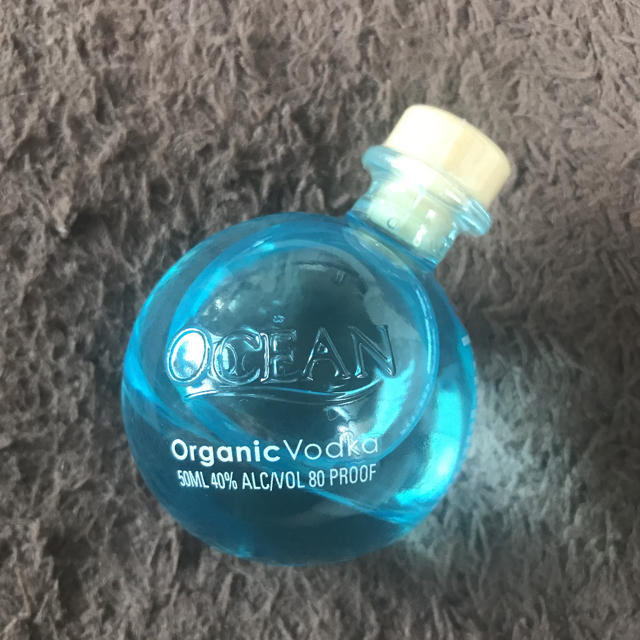 OCEAN
Organic Vodka
50ML 40% ALC/VOL 80 PROOF